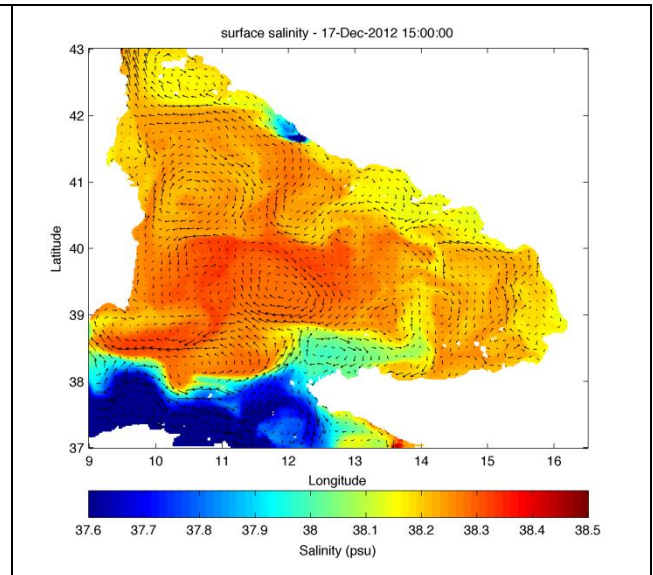 surface salinity - 17-Dec-2012 15:00:00
43
42
41
40
39
38
37
Latitude
9 10 11 12 13 14 15 16
Longitude
37.6 37.7 37.8 37.9 38 38.1 38.2 38.3 38.4 38.5
Salinity (psu)